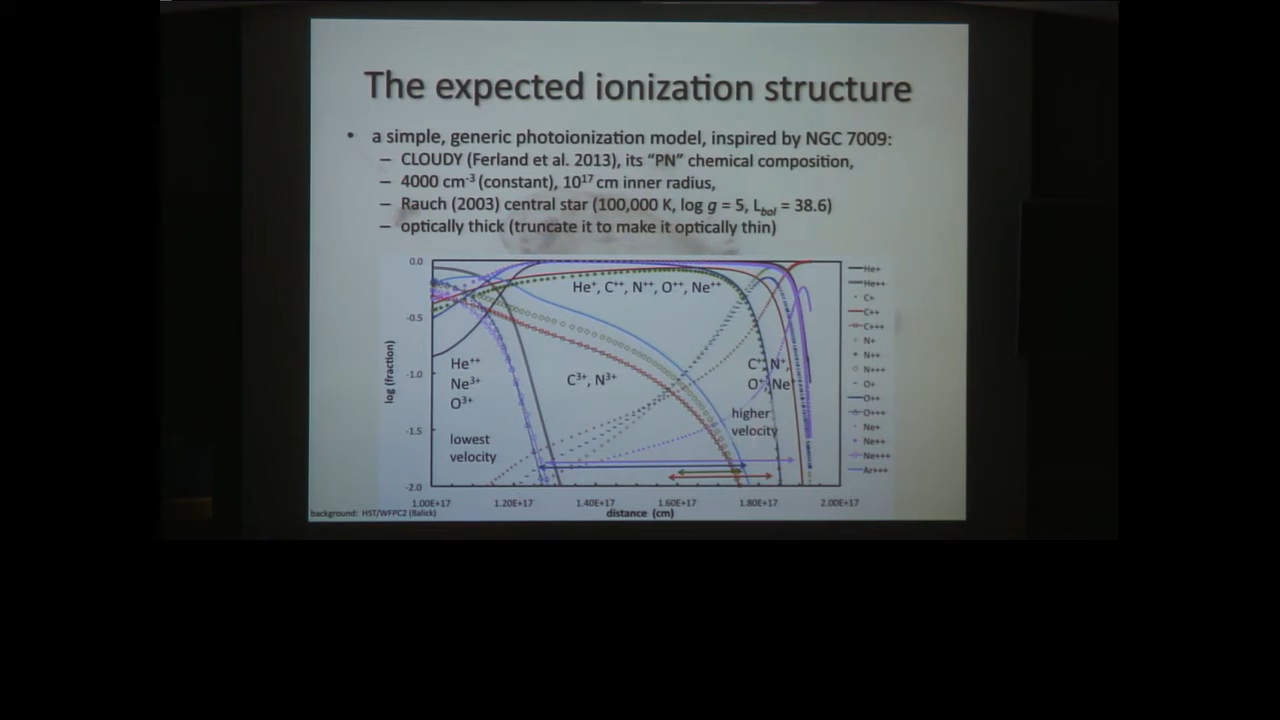 The expected ionization structure
• a simple, generic photoionization model, inspired by NGC 7009:
– CLOUDY (Ferland et al. 2013), its “PN” chemical composition,
– 4000 cm⁻³ (constant), 10¹⁷ cm inner radius,
– Rauch (2003) central star (100,000 K, log g = 5, L_bol = 38.6)
– optically thick (truncate it to make it optically thin)
0.0
-0.5
-1.0
-1.5
-2.0
log (fraction)
He⁺, C⁺⁺, N⁺⁺, O⁺⁺, Ne⁺⁺
He⁺⁺
Ne³⁺
O³⁺
C³⁺, N³⁺
C⁺, N⁺,
O⁺, Ne⁺
lowest
velocity
higher
velocity
He+
He++
C+
C++
C+++
N+
N++
N+++
O+
O++
O+++
Ne+
Ne++
Ne+++
Ar+++
1.00E+17 1.20E+17 1.40E+17 1.60E+17 1.80E+17 2.00E+17
distance (cm)
background: HST/WFPC2 (Balick)